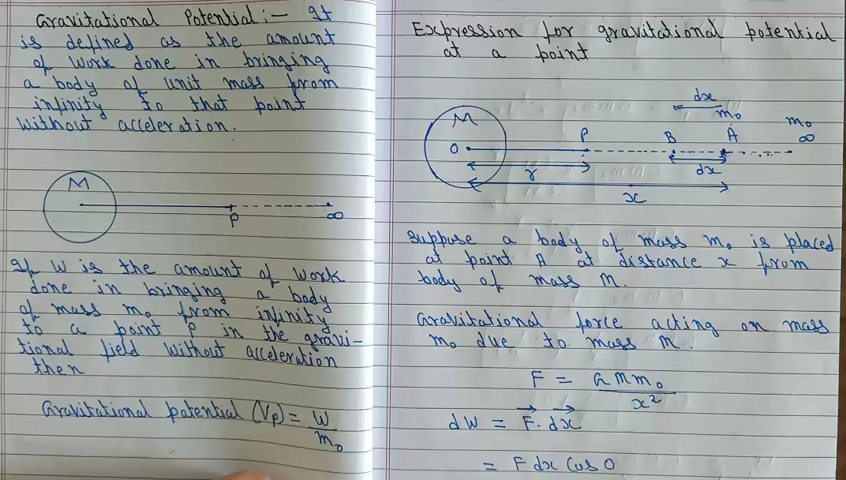 Gravitational Potential :- It
is defined as the amount
of work done in bringing
a body of unit mass from
infinity to that point
without acceleration.
M
P
∞
If W is the amount of work
done in bringing a body
of mass m₀ from infinity
to a point P in the gravi-
tional field without acceleration
then
Gravitational potential (Vp) = W/m₀
Expression for gravitational potential
at a point
dx
M
m₀
m₀
O
P
B
A
∞
r
dx
x
Suppose a body of mass m₀ is placed
at point A at distance x from
body of mass M.
Gravitational force acting on mass
m₀ due to mass M.
F = G M m₀/x²
dW = F⃗ . dx⃗
= F dx Cos 0